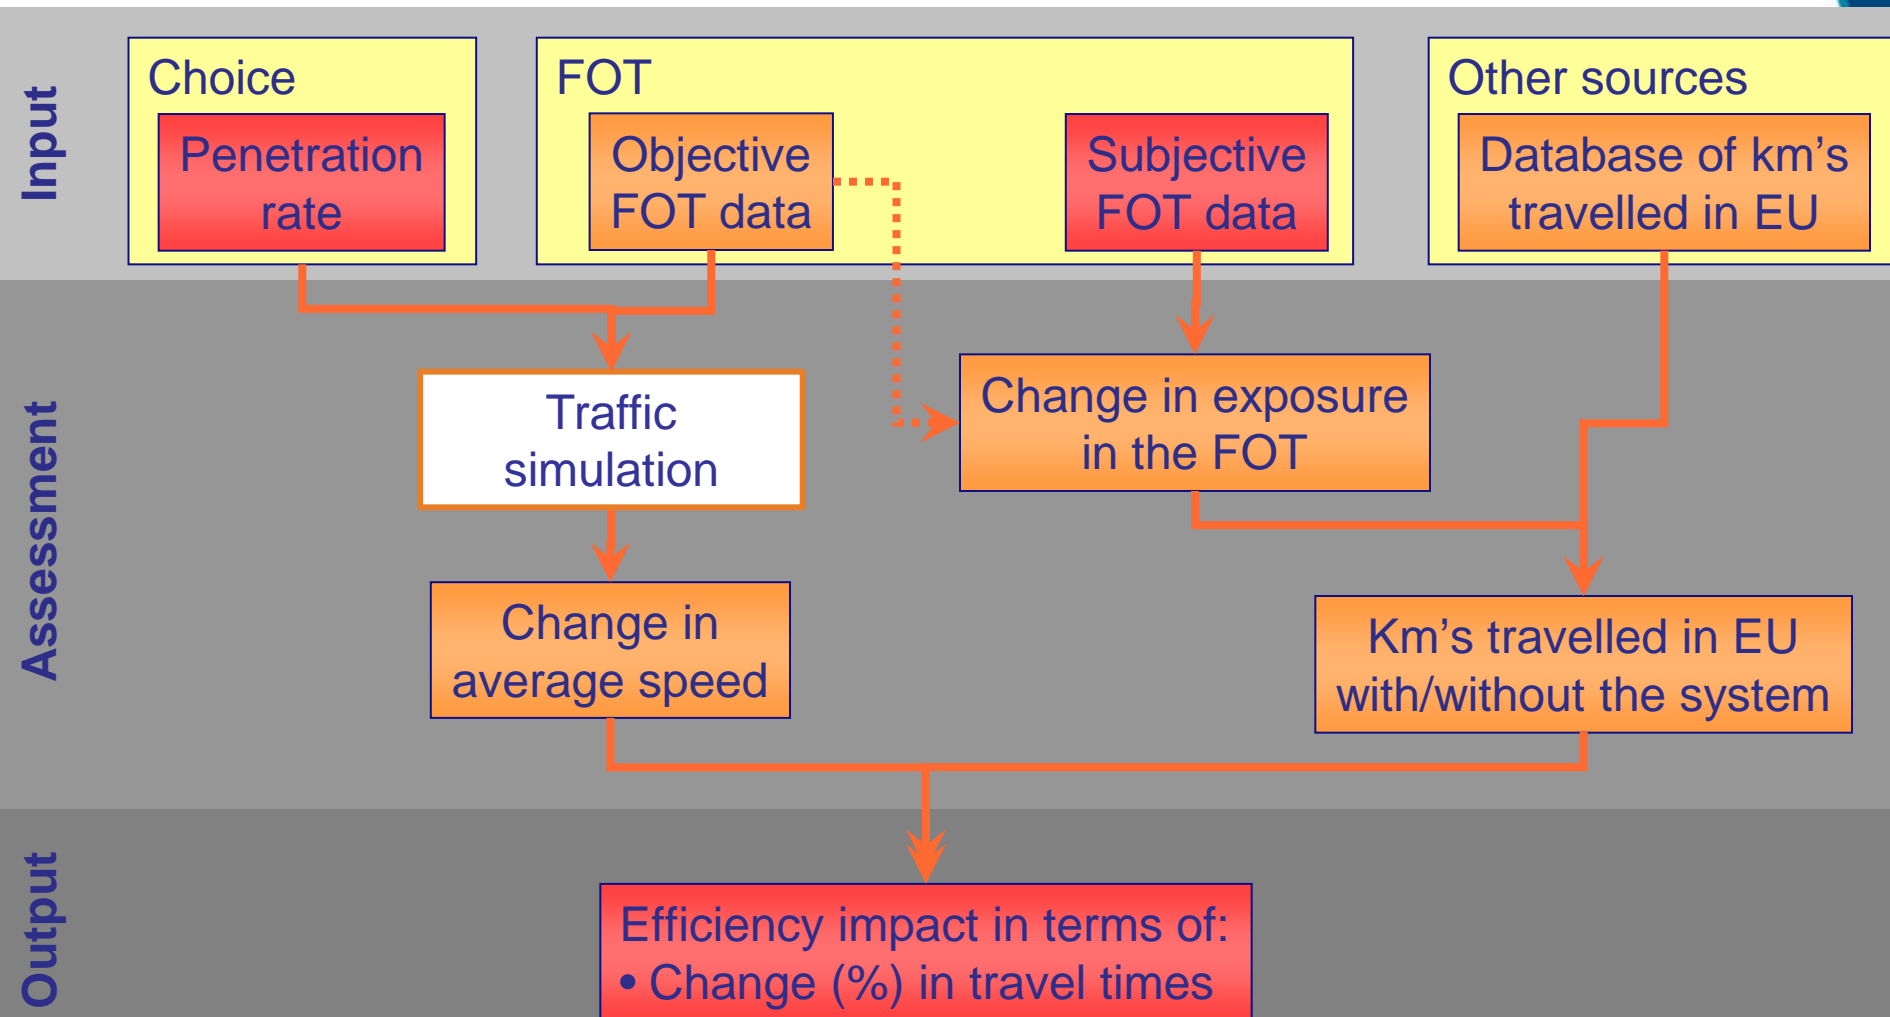 Input
Choice
Penetration
rate
FOT
Objective
FOT data
Subjective
FOT data
Other sources
Database of km's
travelled in EU
Assessment
Traffic
simulation
Change in exposure
in the FOT
Change in
average speed
Km's travelled in EU
with/without the system
Output
Efficiency impact in terms of:
• Change (%) in travel times